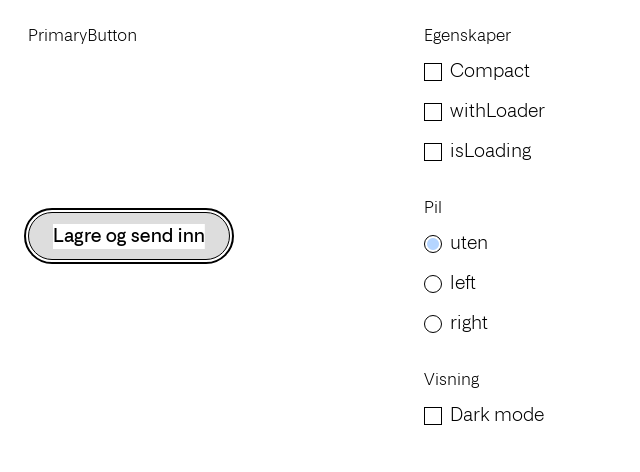 PrimaryButton
Lagre og send inn
Egenskaper
Compact
withLoader
isLoading
Pil
uten
left
right
Visning
Dark mode